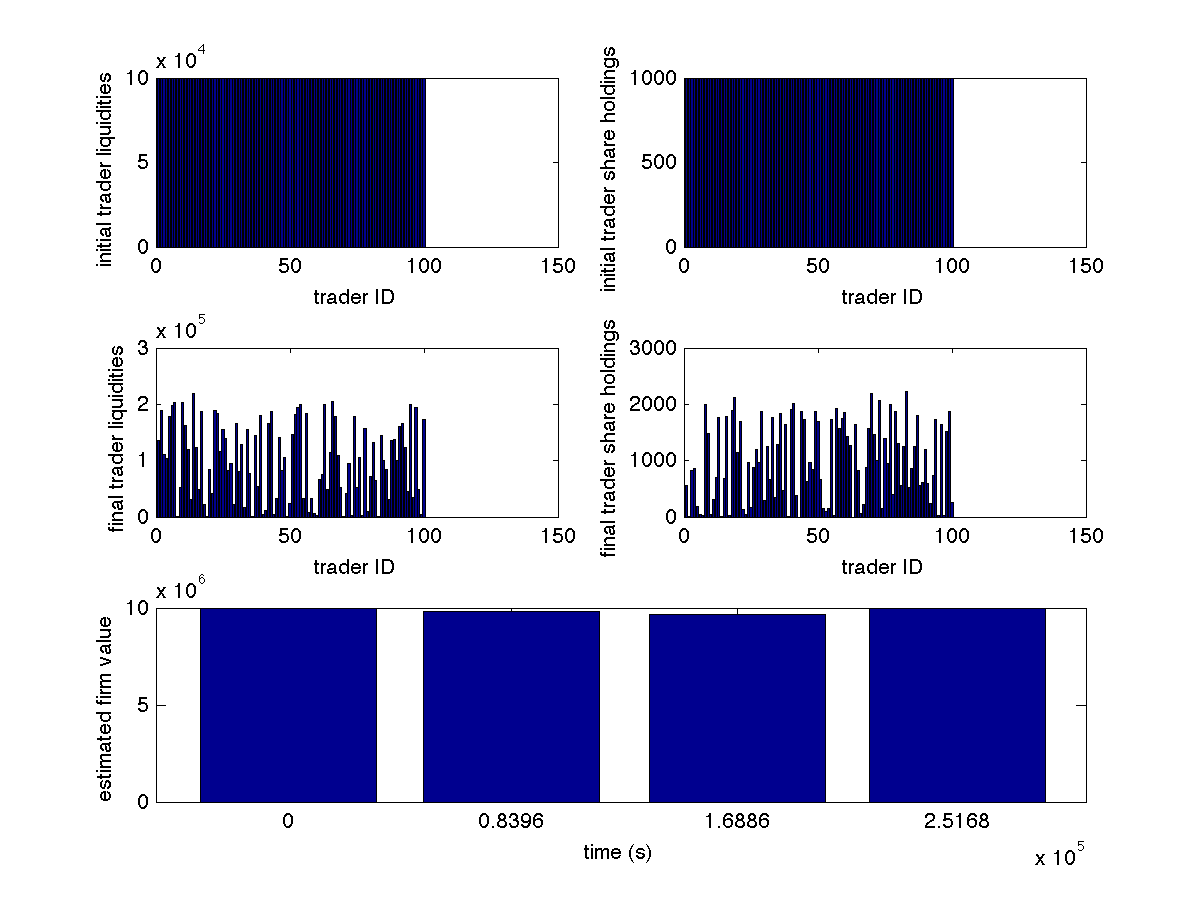 x 10^4
10
5
0
initial trader liquidities
0 50 100 150
trader ID
1000
500
0
initial trader share holdings
0 50 100 150
trader ID
x 10^5
3
2
1
0
final trader liquidities
0 50 100 150
trader ID
3000
2000
1000
0
final trader share holdings
0 50 100 150
trader ID
x 10^6
10
5
0
estimated firm value
0 0.8396 1.6886 2.5168
time (s)
x 10^5